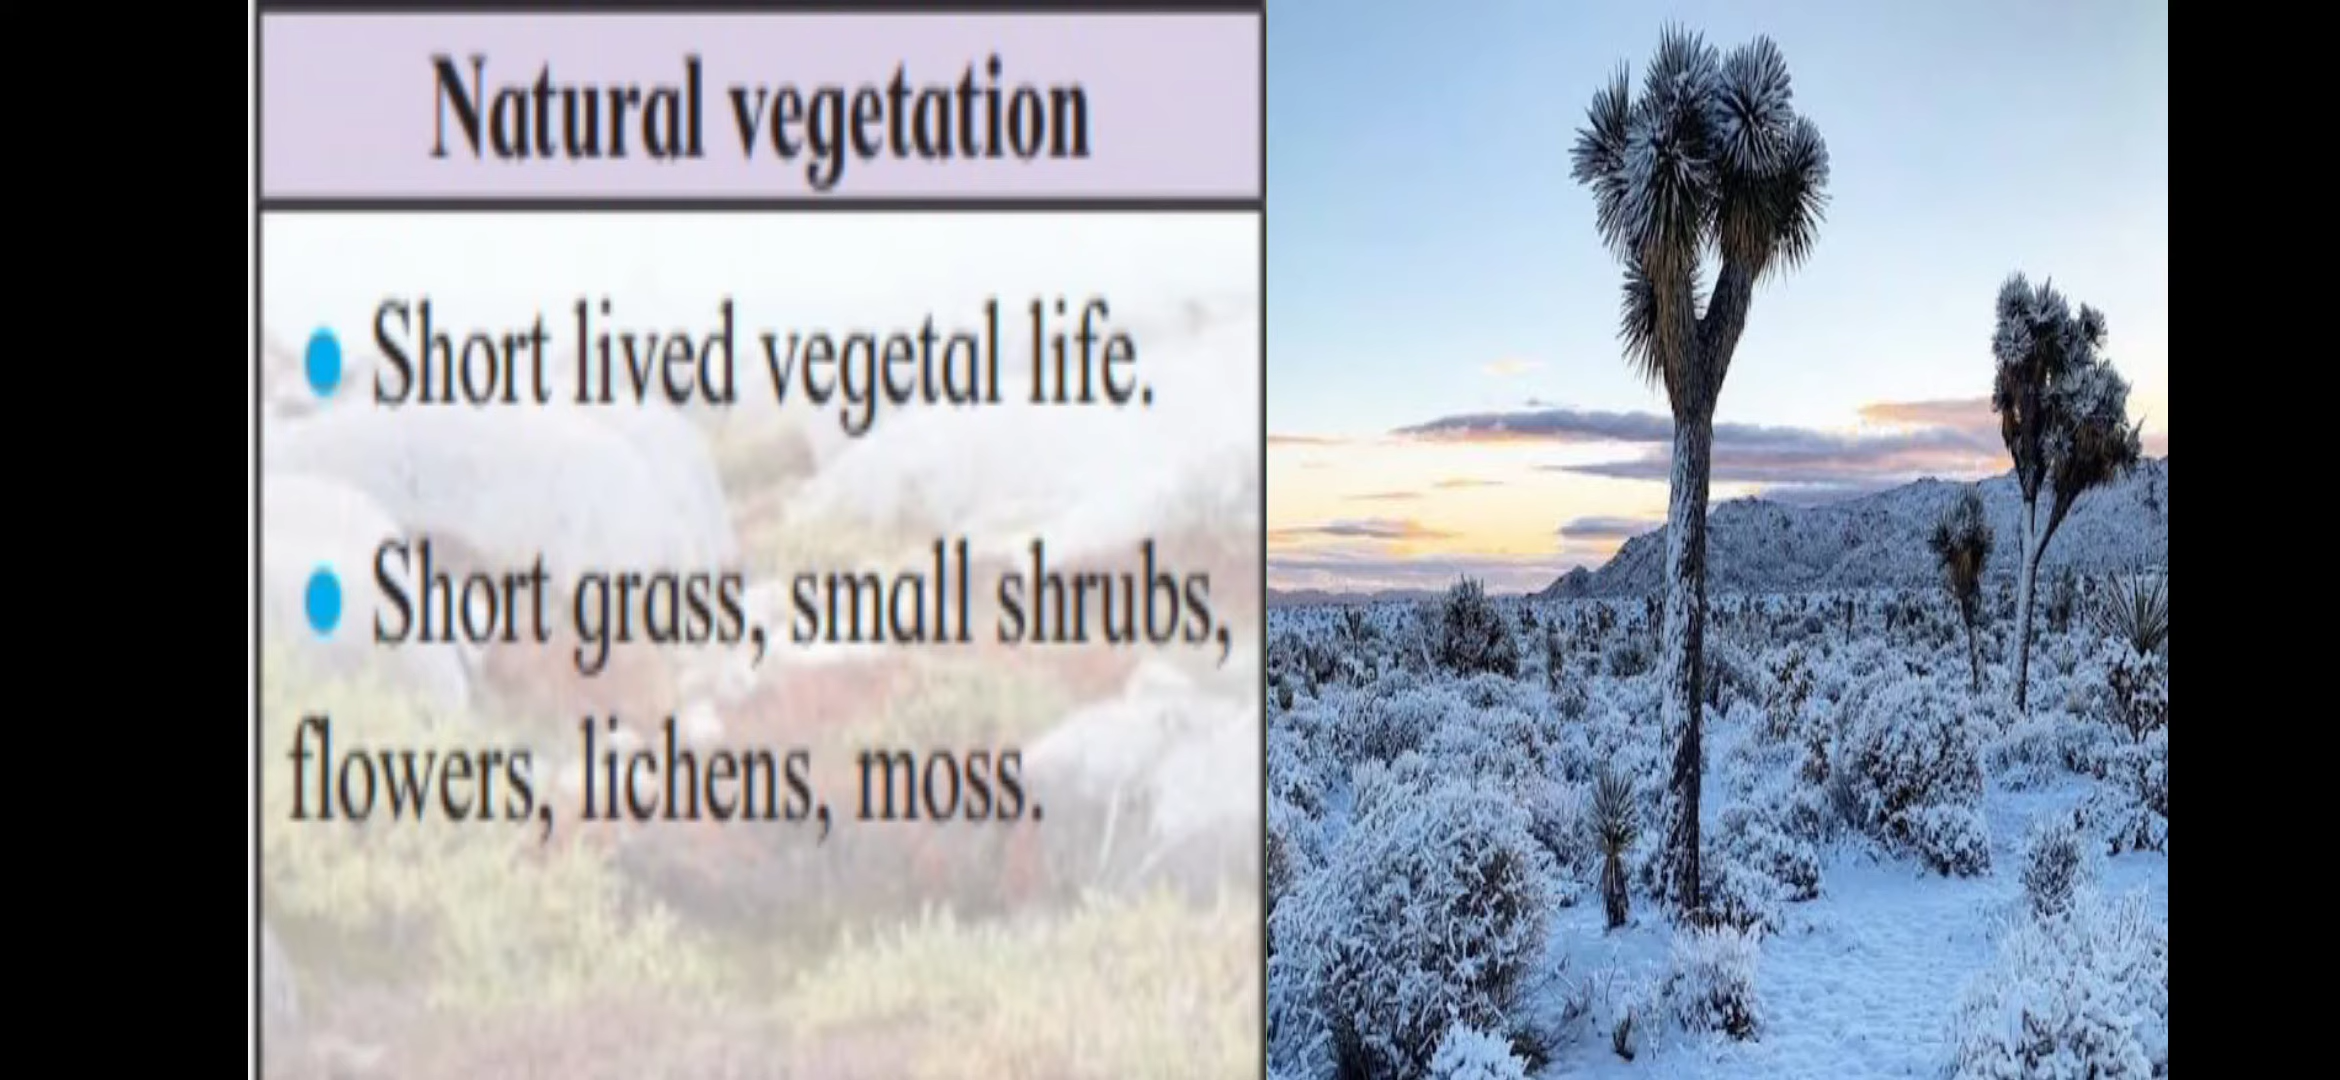 Natural vegetation
● Short lived vegetal life.
● Short grass, small shrubs,
flowers, lichens, moss.